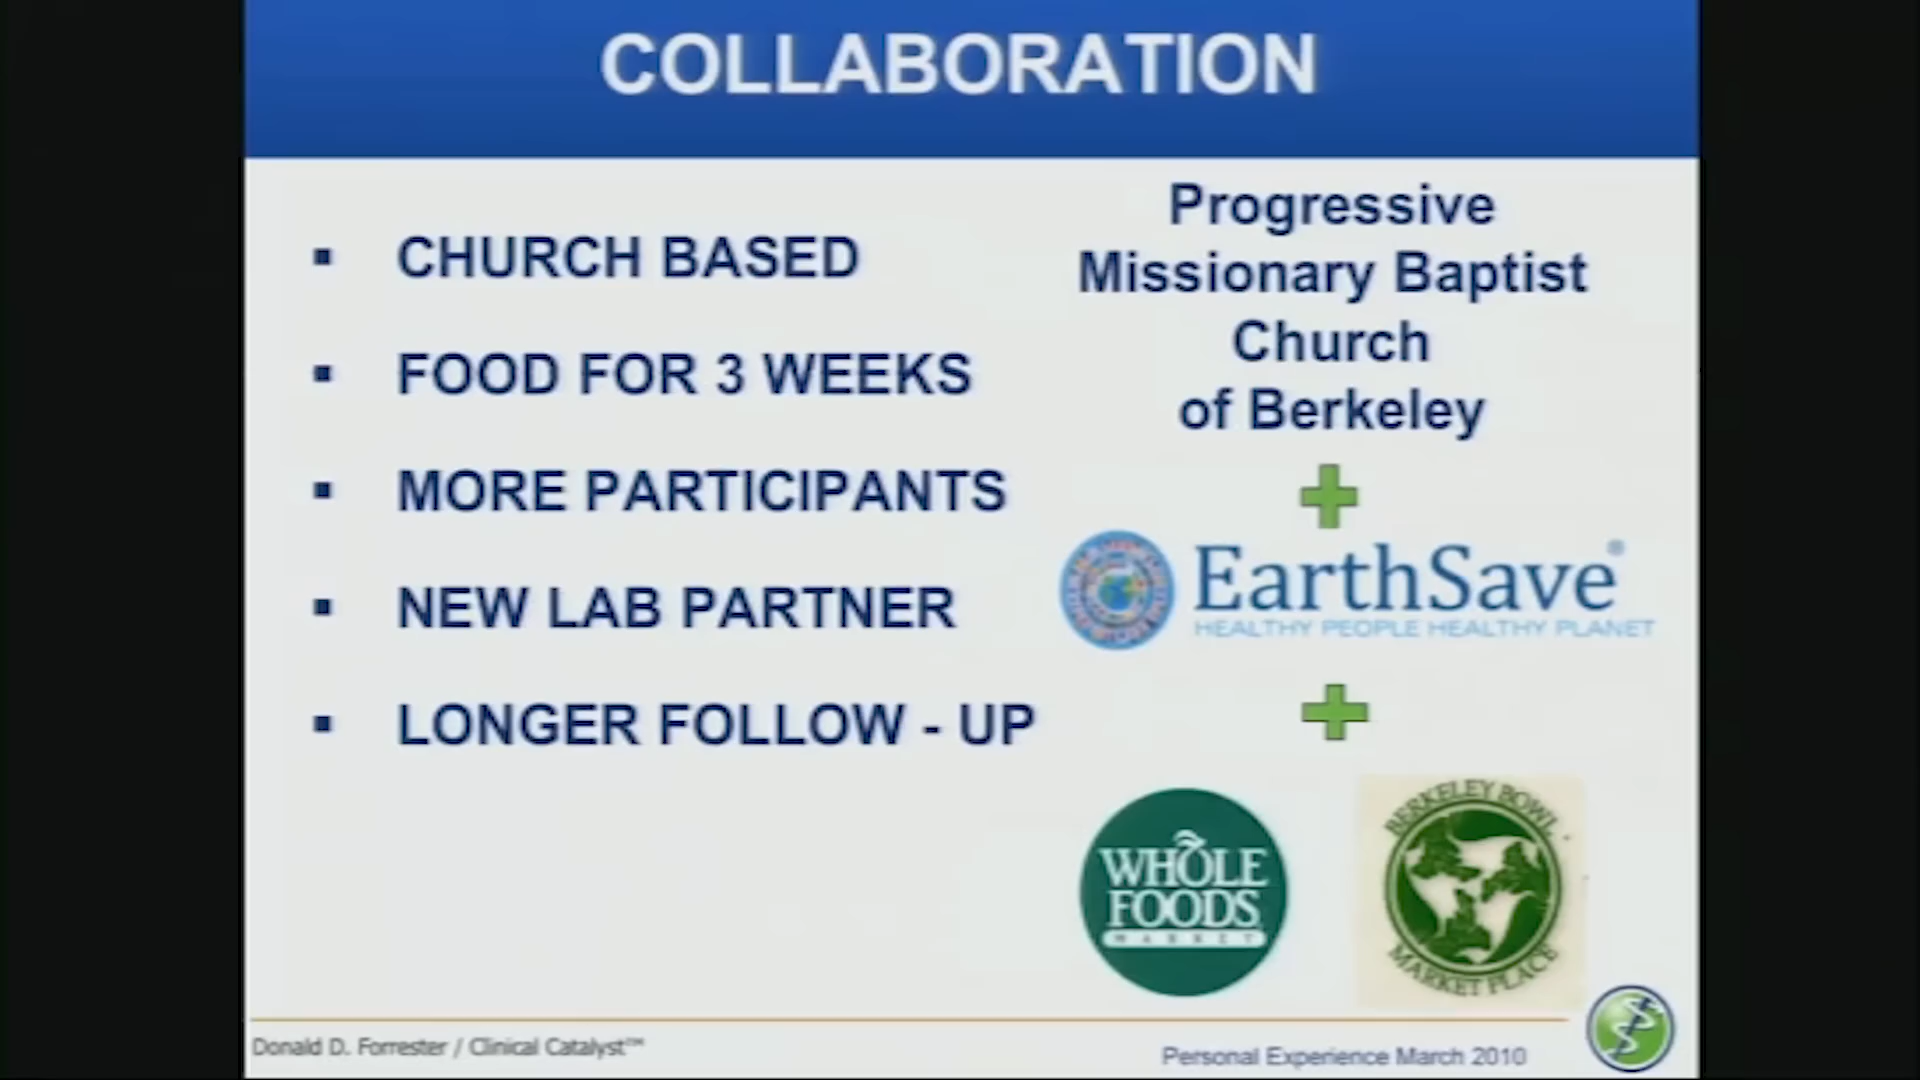 COLLABORATION
▪ CHURCH BASED
▪ FOOD FOR 3 WEEKS
▪ MORE PARTICIPANTS
▪ NEW LAB PARTNER
▪ LONGER FOLLOW - UP
Progressive
Missionary Baptist
Church
of Berkeley
EarthSave®
HEALTHY PEOPLE HEALTHY PLANET
WHOLE
FOODS
MARKET
BERKELEY BOWL
MARKET PLACE
Donald D. Forrester / Clinical Catalyst™
Personal Experience March 2010